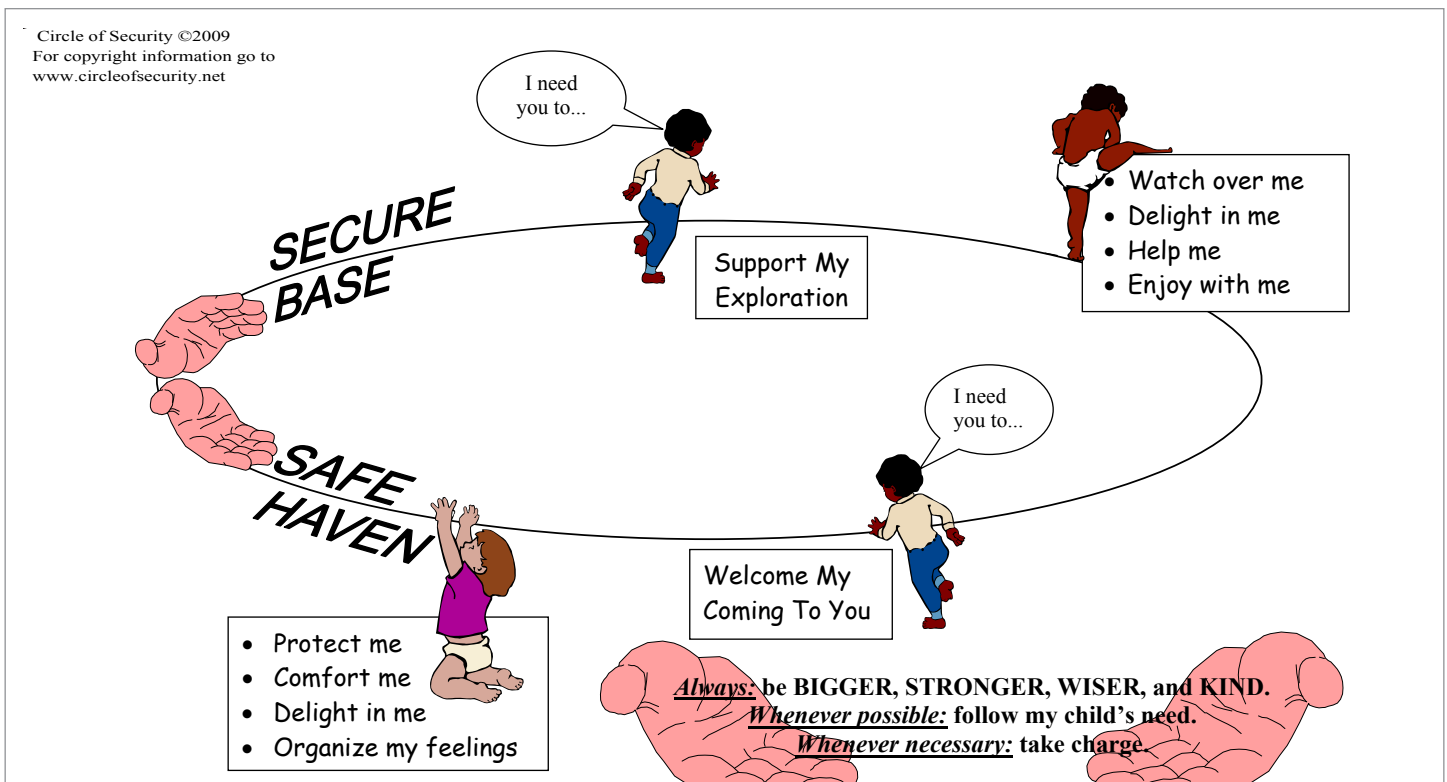 Circle of Security ©2009
For copyright information go to
www.circleofsecurity.net
I need
you to...
SECURE
BASE
Support My
Exploration
• Watch over me
• Delight in me
• Help me
• Enjoy with me
I need
you to...
SAFE
HAVEN
Welcome My
Coming To You
• Protect me
• Comfort me
• Delight in me
• Organize my feelings
Always: be BIGGER, STRONGER, WISER, and KIND.
Whenever possible: follow my child's need.
Whenever necessary: take charge.